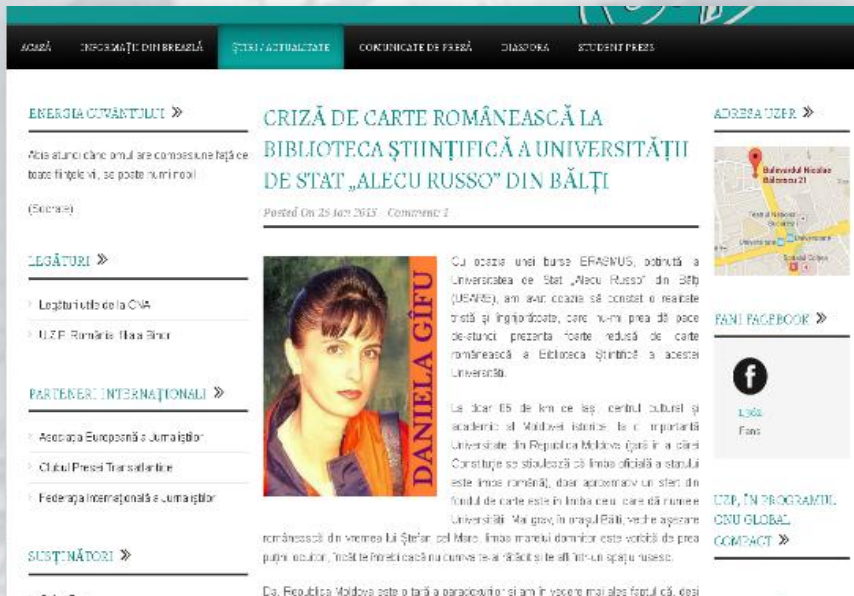 ACASĂ
INFORMAȚII DIN BREASLĂ
ȘTIRI / ACTUALITATE
COMUNICATE DE PRESĂ
DIASPORA
STUDENT PRESS
ENERGIA CUVÂNTULUI »
Abia atunci când omul are compasiune față de
toate ființele vii, se poate numi nobil
(Socrate)
LEGĂTURI »
Legături utile de la CNA
U.Z.P. România filiala Bihor
PARTENERI INTERNAȚIONALI »
Asociația Europeană a Jurnaliștilor
Clubul Presei Transatlantice
Federația Internațională a Jurnaliștilor
SUSȚINĂTORI »
CRIZĂ DE CARTE ROMÂNEASCĂ LA
BIBLIOTECA ȘTIINȚIFICĂ A UNIVERSITĂȚII
DE STAT „ALECU RUSSO” DIN BĂLȚI
Posted On 25 Jan 2015 Comment: 1
DANIELA GÎFU
Cu ocazia unei burse ERASMUS, obținută la
Universitatea de Stat „Alecu Russo” din Bălți
(USARB), am avut ocazia să constat o realitate
tristă și îngrijorătoare, care nu-mi prea dă pace
de-atunci: prezența foarte redusă de carte
românească a Biblioteca Științifică a acestei
Universități.
La doar 65 de km de Iași, centrul cultural și
academic al Moldovei istorice, la o importantă
Universitate din Republica Moldova (țară în a cărei
Constituție se stipulează că limba oficială a statului
este limba română), doar aproximativ un sfert din
fondul de carte este în limba celui care dă numele
Universității. Mai grav, în orașul Bălți, veche așezare
românească din vremea lui Ștefan cel Mare, limba marelui domnitor este vorbită de prea
puțini locuitori, încât te întrebi dacă nu cumva te-ai rătăcit și te afli într-un spațiu rusesc.
Da, Republica Moldova este o țară a paradoxurilor și am în vedere mai ales faptul că, deși
ADRESA UZPR »
Bulevardul Nicolae
Bălcescu 21
Teatrul Național
București
Universitate
Universitate
Spitalul Colțea
FANI FACEBOOK »
Fans
UZP, ÎN PROGRAMUL
ONU GLOBAL
COMPACT »